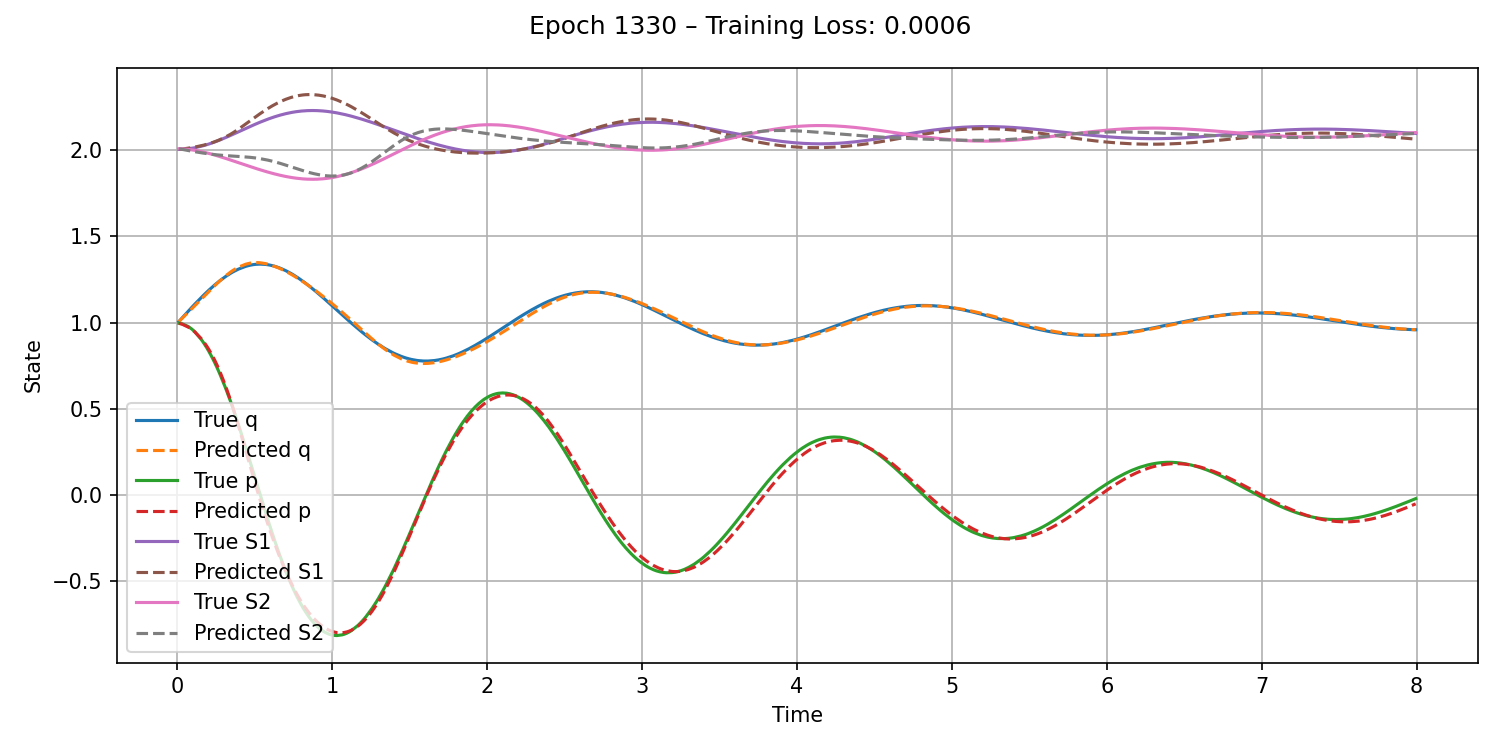 Epoch 1330 – Training Loss: 0.0006
State
2.0
1.5
1.0
0.5
0.0
−0.5
True q
Predicted q
True p
Predicted p
True S1
Predicted S1
True S2
Predicted S2
0 1 2 3 4 5 6 7 8
Time